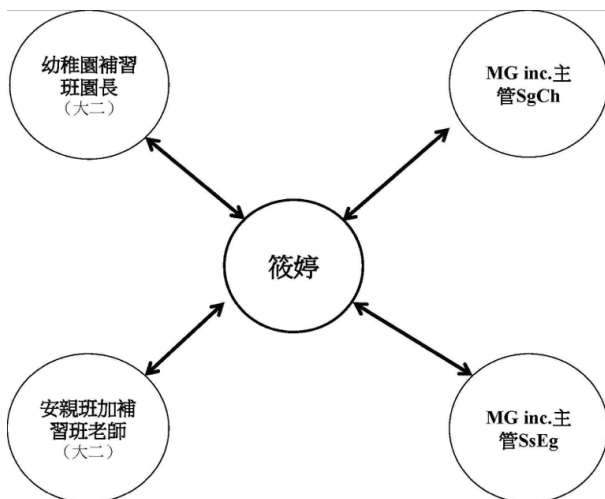 幼稚園補習
班園長
（大二）
MG inc.主
管SgCh
筱婷
安親班加補
習班老師
（大二）
MG inc.主
管SsEg